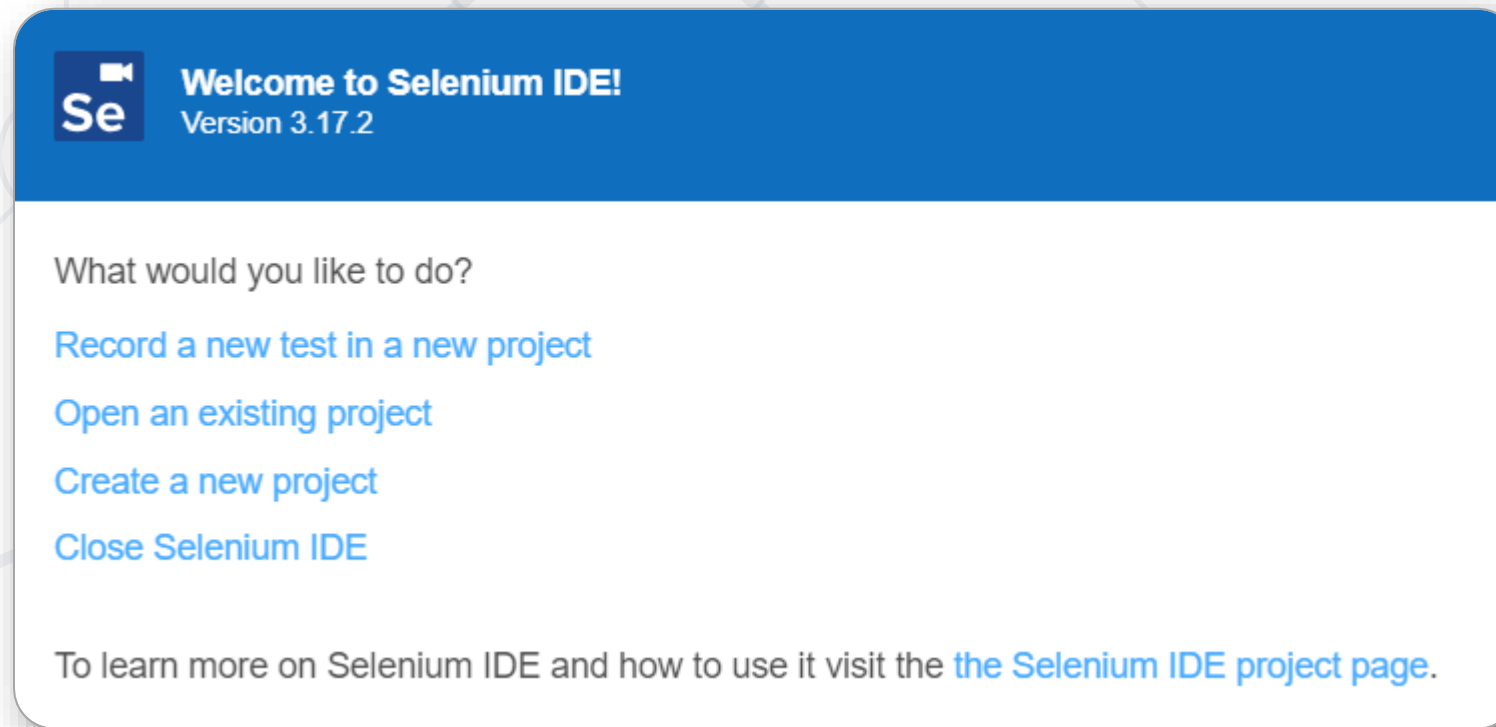 Se
Welcome to Selenium IDE!
Version 3.17.2
What would you like to do?
Record a new test in a new project
Open an existing project
Create a new project
Close Selenium IDE
To learn more on Selenium IDE and how to use it visit the the Selenium IDE project page.